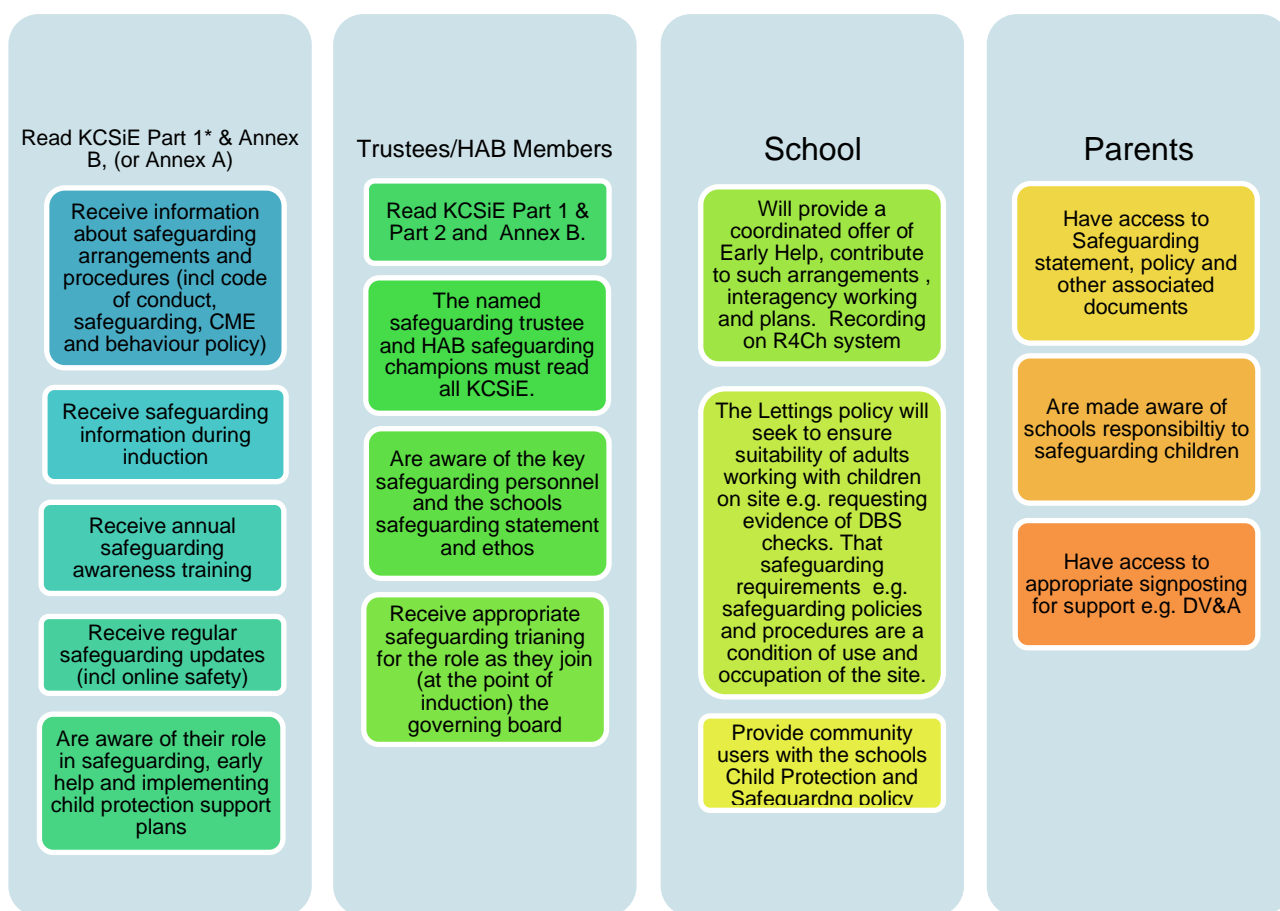 Read KCSiE Part 1* & Annex
B, (or Annex A)
Receive information
about safeguarding
arrangements and
procedures (incl code
of conduct,
safeguarding, CME
and behaviour policy)
Receive safeguarding
information during
induction
Receive annual
safeguarding
awareness training
Receive regular
safeguarding updates
(incl online safety)
Are aware of their role
in safeguarding, early
help and implementing
child protection support
plans
Trustees/HAB Members
Read KCSiE Part 1 &
Part 2 and  Annex B.
The named
safeguarding trustee
and HAB safeguarding
champions must read
all KCSiE.
Are aware of the key
safeguarding personnel
and the schools
safeguarding statement
and ethos
Receive appropriate
safeguarding trianing
for the role as they join
(at the point of
induction) the
governing board
School
Will provide a
coordinated offer of
Early Help, contribute
to such arrangements ,
interagency working
and plans.  Recording
on R4Ch system
The Lettings policy will
seek to ensure
suitability of adults
working with children
on site e.g. requesting
evidence of DBS
checks. That
safeguarding
requirements  e.g.
safeguarding policies
and procedures are a
condition of use and
occupation of the site.
Provide community
users with the schools
Child Protection and
Safeguardng policy
Parents
Have access to
Safeguarding
statement, policy and
other associated
documents
Are made aware of
schools responsibiltiy to
safeguarding children
Have access to
appropriate signposting
for support e.g. DV&A